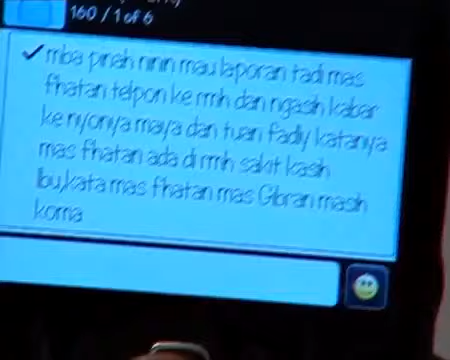 160 / 1 of 6
mba pinah ninin mau laporan tadi mas
fhatan telpon ke rmh dan ngasih kabar
ke nyonya maya dan tuan fadly katanya
mas fhatan ada di rmh sakit kasih
Ibu,kata mas fhatan mas Gibran masih
koma